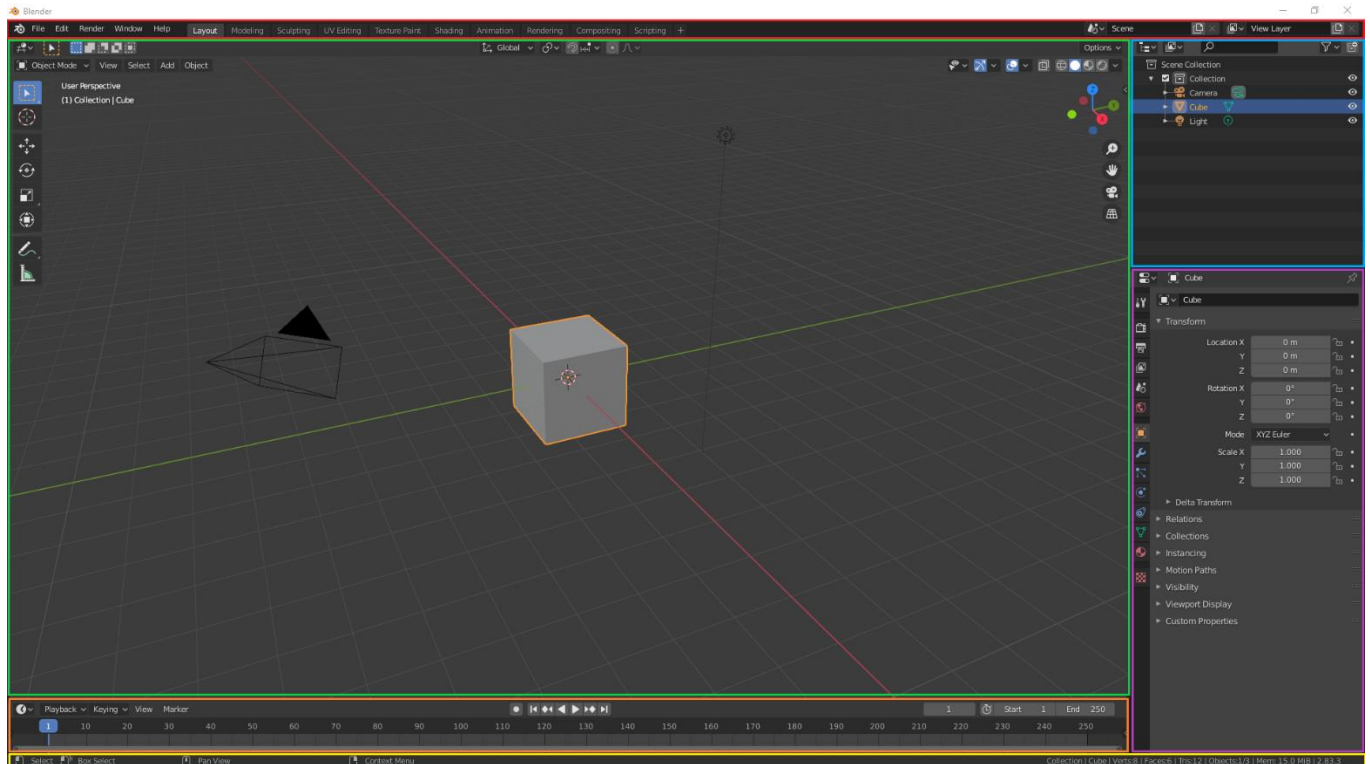 Blender
File Edit Render Window Help Layout Modeling Sculpting UV Editing Texture Paint Shading Animation Rendering Compositing Scripting + Scene View Layer
Global Options
Object Mode View Select Add Object
User Perspective
(1) Collection | Cube
Z
Y
X
Scene Collection
Collection
Camera
Cube
Light
Cube
Cube
Transform
Location X 0 m
Y 0 m
Z 0 m
Rotation X 0°
Y 0°
Z 0°
Mode XYZ Euler
Scale X 1.000
Y 1.000
Z 1.000
Delta Transform
Relations
Collections
Instancing
Motion Paths
Visibility
Viewport Display
Custom Properties
Playback Keying View Marker 1 Start 1 End 250
1 10 20 30 40 50 60 70 80 90 100 110 120 130 140 150 160 170 180 190 200 210 220 230 240 250
Select Box Select Pan View Context Menu Collection | Cube | Verts:8 | Faces:6 | Tris:12 | Objects:1/3 | Mem: 15.0 MiB | 2.83.3